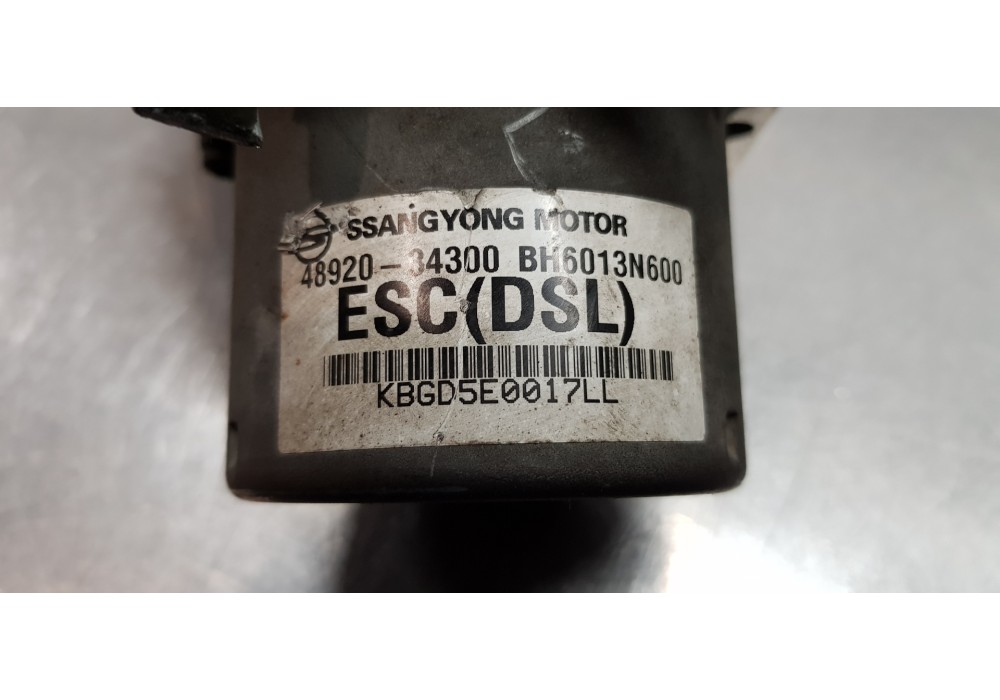 SSANGYONG MOTOR
48920-34300 BH6013N600
ESC(DSL)
KBGD5E0017LL